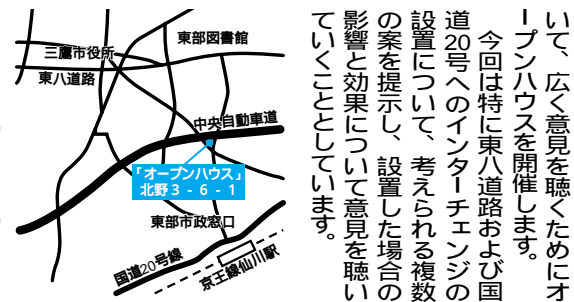 いて、広く意見を聴くためにオ
ープンハウスを開催します。
今回は特に東八道路および国
道20号へのインターチェンジの
設置について、考えられる複数
の案を提示し、設置した場合の
影響と効果について意見を聴い
ていくこととしています。
東部図書館
三鷹市役所
東八道路
中央自動車道
「オープンハウス」
北野3-6-1
東部市政窓口
国道20号線
京王線仙川駅